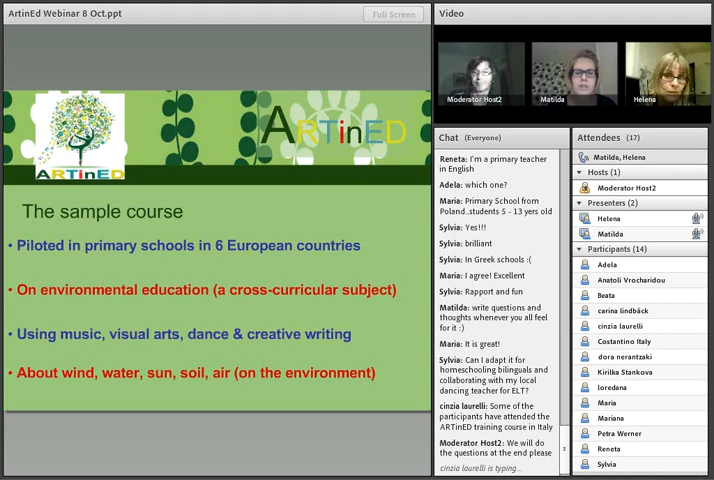 ArtinEd Webinar 8 Oct.ppt
Full Screen
ARTinED
ARTinED
The sample course
• Piloted in primary schools in 6 European countries
• On environmental education (a cross-curricular subject)
• Using music, visual arts, dance & creative writing
• About wind, water, sun, soil, air (on the environment)
Video
Moderator Host2
Matilda
Helena
Chat (Everyone)
Reneta: I'm a primary teacher
in English
Adela: which one?
Maria: Primary School from
Poland..students 5 - 13 yers old
Sylvia: Yes!!!
Sylvia: brilliant
Sylvia: In Greek schools :(
Maria: I agree! Excellent
Sylvia: Rapport and fun
Matilda: write questions and
thoughts whenever you all feel
for it :)
Maria: It is great!
Sylvia: Can I adapt it for
homeschooling bilinguals and
collaborating with my local
dancing teacher for ELT?
cinzia laurelli: Some of the
participants have attended the
ARTinED training course in Italy
Moderator Host2: We will do
the questions at the end please
cinzia laurelli is typing...
Attendees (17)
Matilda, Helena
Hosts (1)
Moderator Host2
Presenters (2)
Helena
Matilda
Participants (14)
Adela
Anatoli Vrocharidou
Beata
carina lindbäck
cinzia laurelli
Costantino Italy
dora nerantzaki
Kirilka Stankova
loredana
Maria
Mariana
Petra Werner
Reneta
Sylvia